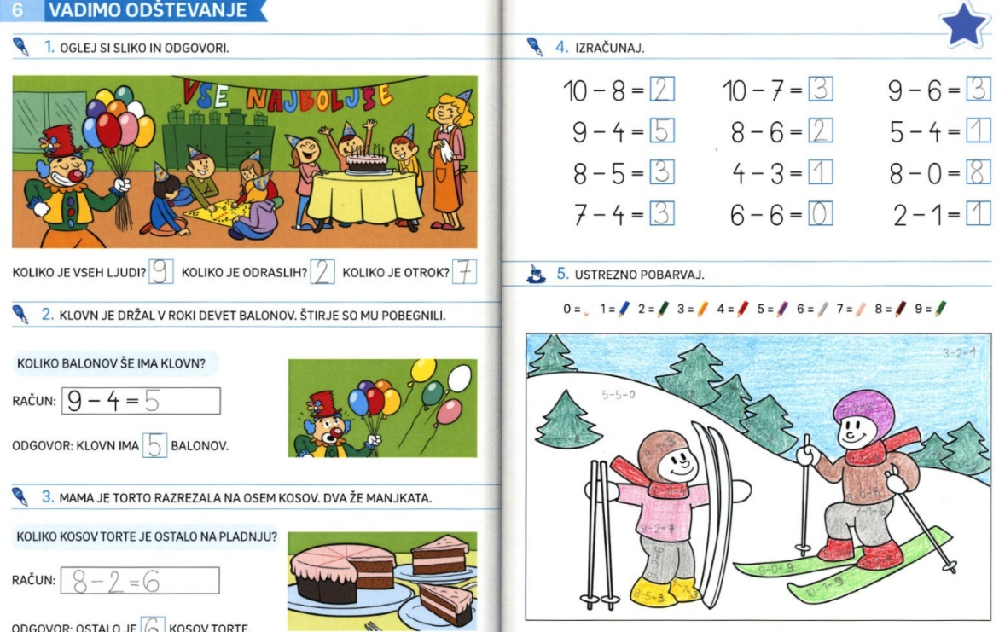 6 VADIMO ODŠTEVANJE
1. OGLEJ SI SLIKO IN ODGOVORI.
VSE NAJBOLJŠE
KOLIKO JE VSEH LJUDI? 9 KOLIKO JE ODRASLIH? 2 KOLIKO JE OTROK? 7
2. KLOVN JE DRŽAL V ROKI DEVET BALONOV. ŠTIRJE SO MU POBEGNILI.
KOLIKO BALONOV ŠE IMA KLOVN?
RAČUN: 9 – 4 = 5
ODGOVOR: KLOVN IMA 5 BALONOV.
3. MAMA JE TORTO RAZREZALA NA OSEM KOSOV. DVA ŽE MANJKATA.
KOLIKO KOSOV TORTE JE OSTALO NA PLADNJU?
RAČUN: 8 – 2 = 6
ODGOVOR: OSTALO JE 6 KOSOV TORTE.
4. IZRAČUNAJ.
10 – 8 = 2 10 – 7 = 3 9 – 6 = 3
9 – 4 = 5 8 – 6 = 2 5 – 4 = 1
8 – 5 = 3 4 – 3 = 1 8 – 0 = 8
7 – 4 = 3 6 – 6 = 0 2 – 1 = 1
5. USTREZNO POBARVAJ.
0 = 1 = 2 = 3 = 4 = 5 = 6 = 7 = 8 = 9 =
3-2-1
5-5-0
9-2-7
8-5-3
7-1-6
9-0-9
10-1-9